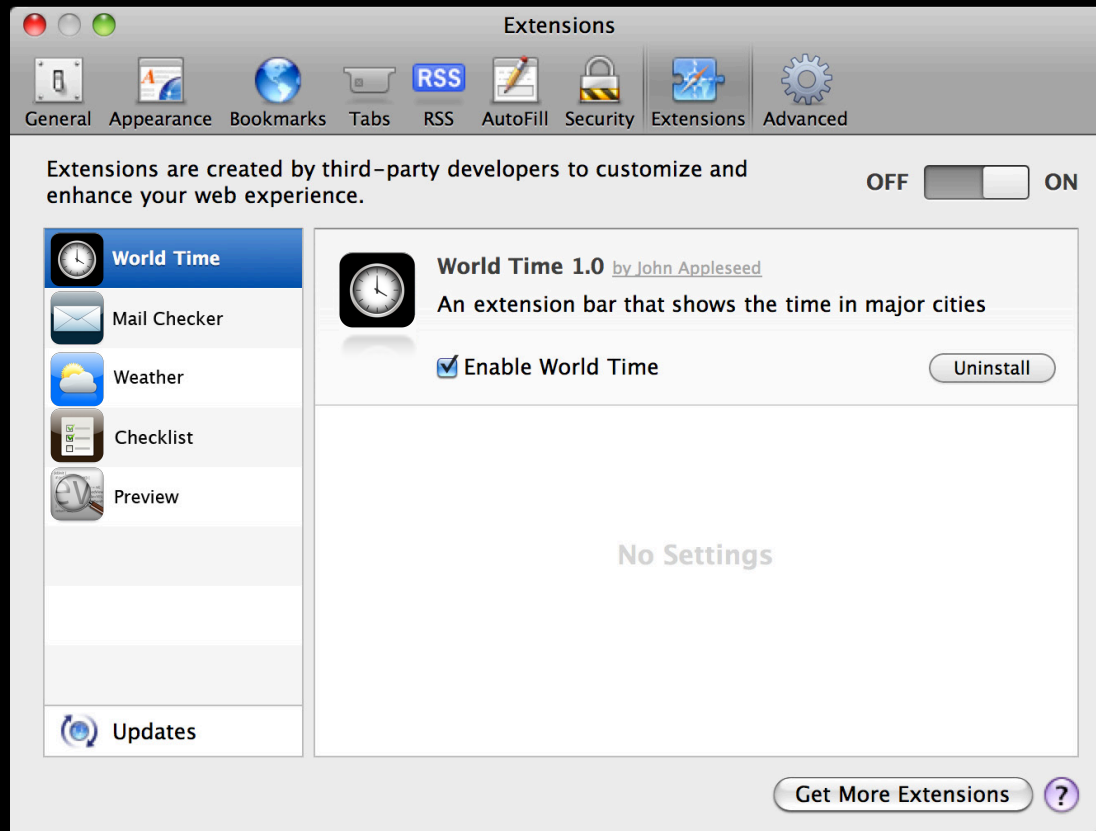 Extensions
RSS
General Appearance Bookmarks Tabs RSS AutoFill Security Extensions Advanced
Extensions are created by third-party developers to customize and
enhance your web experience.
OFF ON
World Time
Mail Checker
Weather
Checklist
Preview
Updates
World Time 1.0 by John Appleseed
An extension bar that shows the time in major cities
Enable World Time
Uninstall
No Settings
Get More Extensions ?